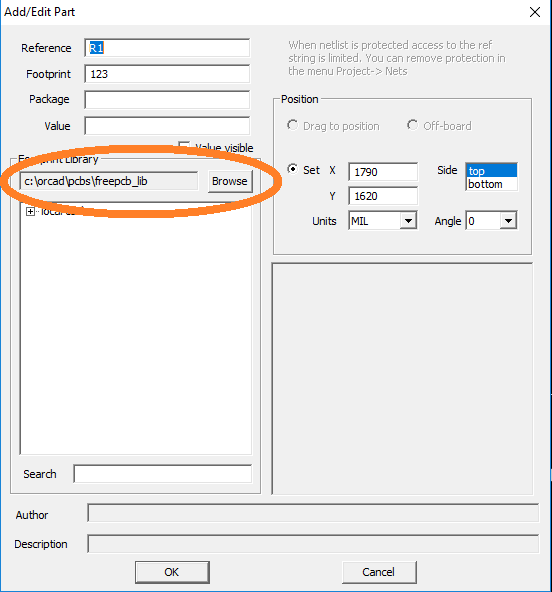 Add/Edit Part
Reference R1
When netlist is protected access to the ref
string is limited. You can remove protection in
the menu Project-> Nets
Footprint 123
Package
Value
Value visible
Position
Drag to position Off-board
Set X 1790 Side top
bottom
Y 1620
Units MIL Angle 0
Footprint Library
c:\orcad\pcbs\freepcb_lib Browse
Search
Author
Description
OK Cancel